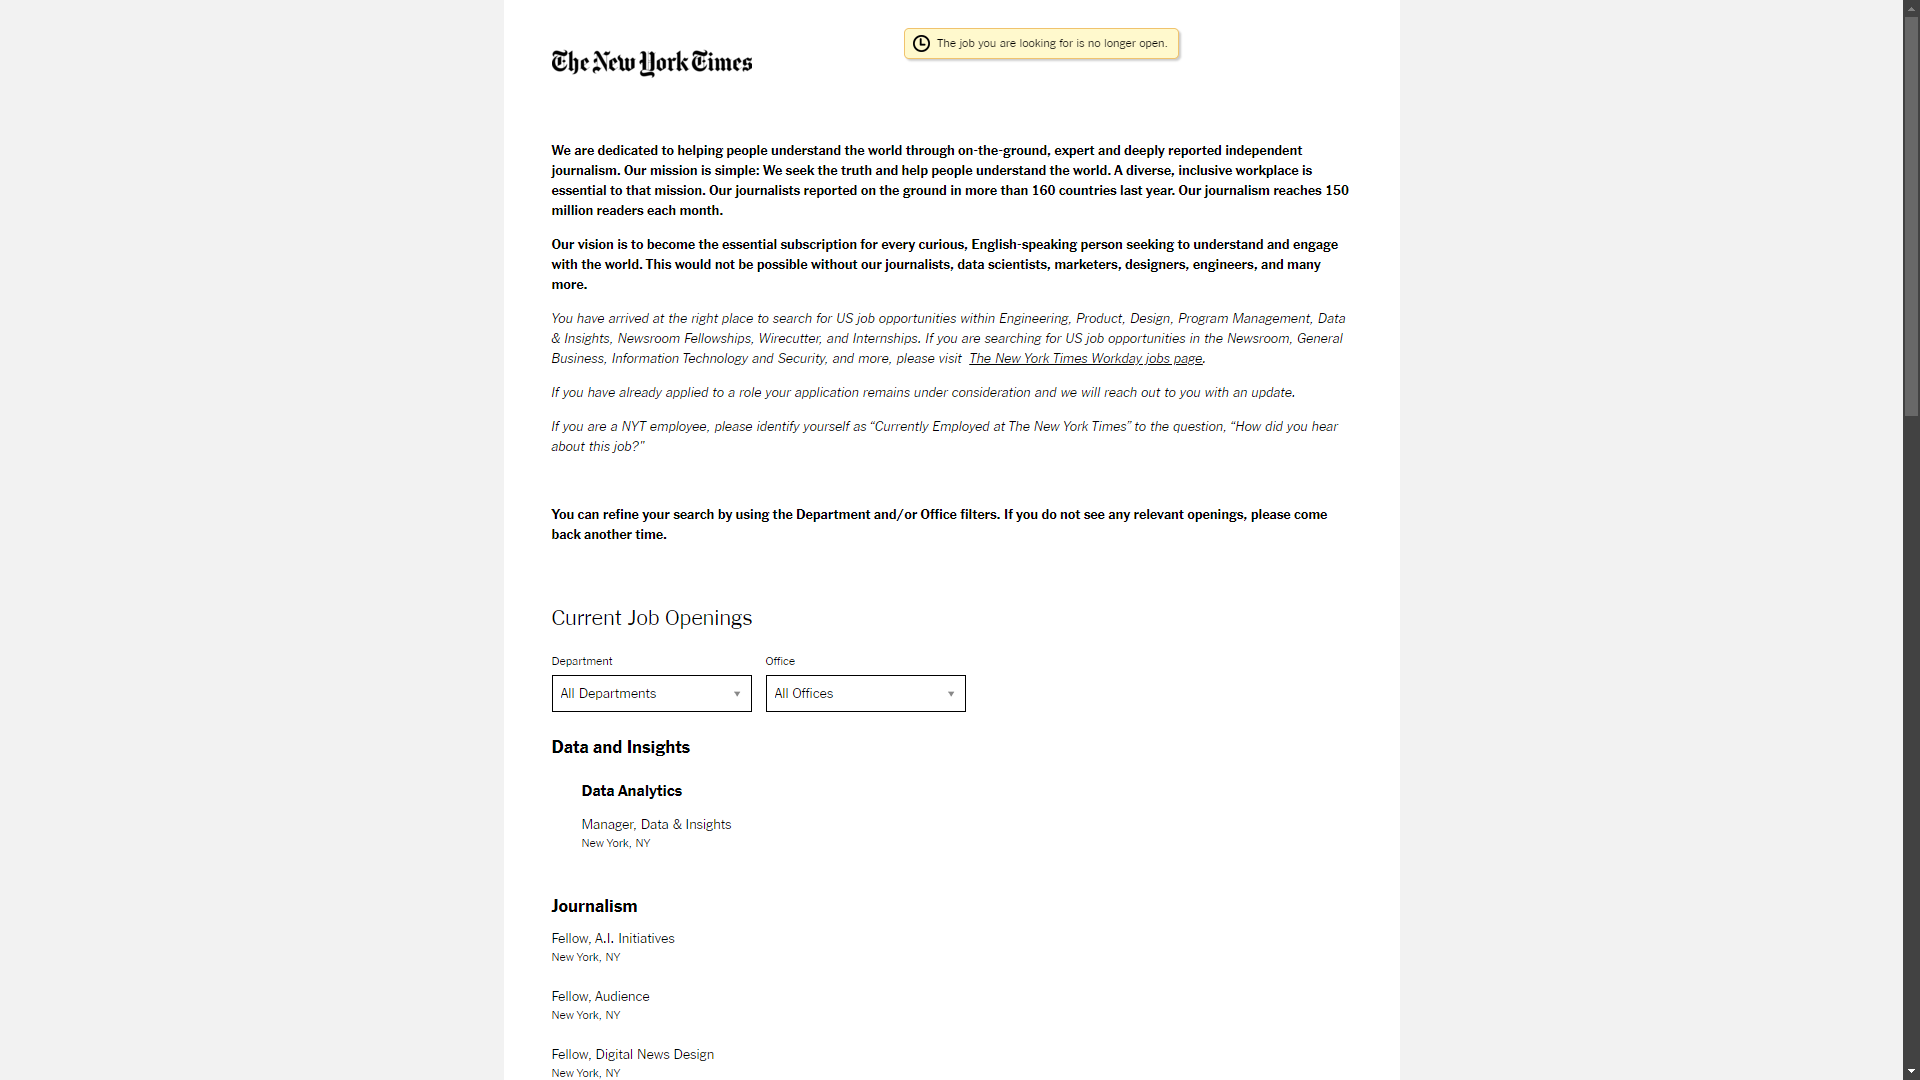 The New York Times
The job you are looking for is no longer open.
We are dedicated to helping people understand the world through on-the-ground, expert and deeply reported independent
journalism. Our mission is simple: We seek the truth and help people understand the world. A diverse, inclusive workplace is
essential to that mission. Our journalists reported on the ground in more than 160 countries last year. Our journalism reaches 150
million readers each month.
Our vision is to become the essential subscription for every curious, English-speaking person seeking to understand and engage
with the world. This would not be possible without our journalists, data scientists, marketers, designers, engineers, and many
more.
You have arrived at the right place to search for US job opportunities within Engineering, Product, Design, Program Management, Data
& Insights, Newsroom Fellowships, Wirecutter, and Internships. If you are searching for US job opportunities in the Newsroom, General
Business, Information Technology and Security, and more, please visit The New York Times Workday jobs page.
If you have already applied to a role your application remains under consideration and we will reach out to you with an update.
If you are a NYT employee, please identify yourself as “Currently Employed at The New York Times” to the question, “How did you hear
about this job?”
You can refine your search by using the Department and/or Office filters. If you do not see any relevant openings, please come
back another time.
Current Job Openings
Department Office
All Departments All Offices
Data and Insights
Data Analytics
Manager, Data & Insights
New York, NY
Journalism
Fellow, A.I. Initiatives
New York, NY
Fellow, Audience
New York, NY
Fellow, Digital News Design
New York, NY